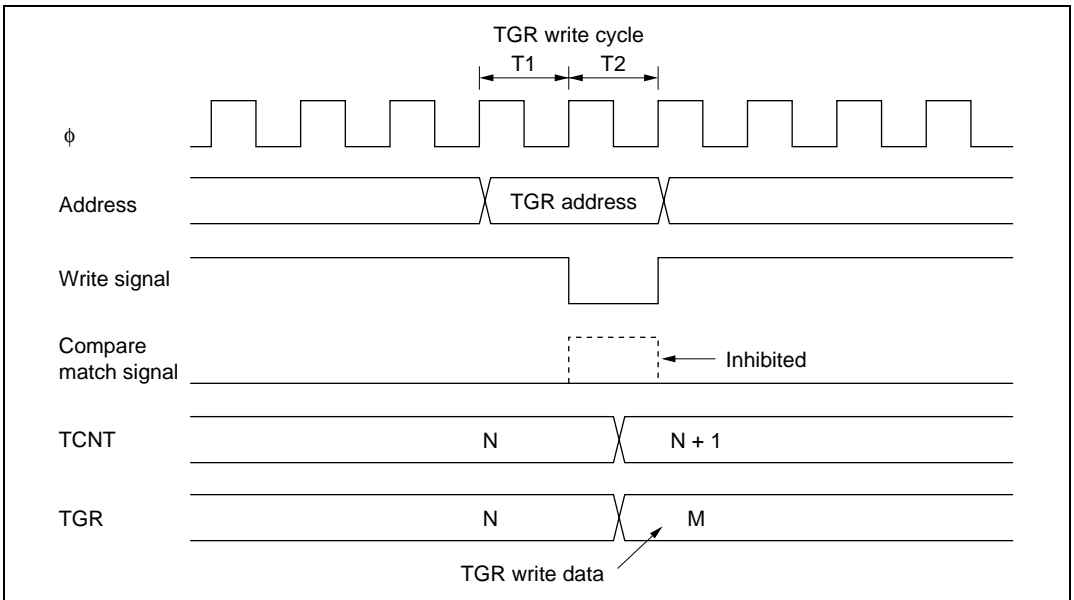 TGR write cycle
T1 T2
ϕ
Address
TGR address
Write signal
Compare
match signal
Inhibited
TCNT
N
N + 1
TGR
N
M
TGR write data